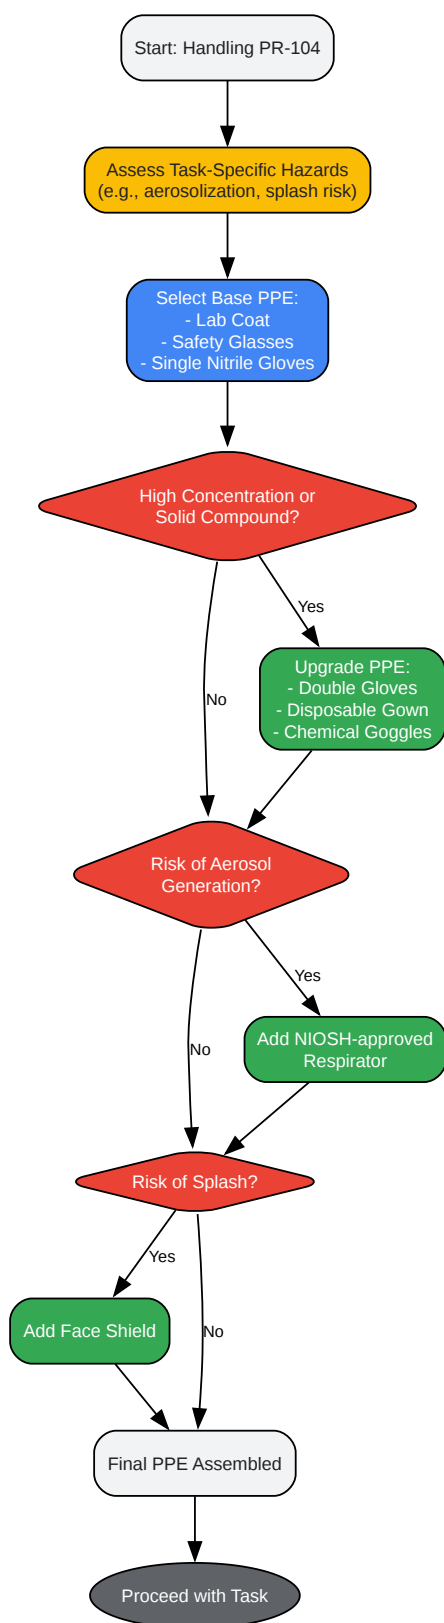 Start: Handling PR-104
Assess Task-Specific Hazards
(e.g., aerosolization, splash risk)
Select Base PPE:
- Lab Coat
- Safety Glasses
- Single Nitrile Gloves
High Concentration or
Solid Compound?
Yes
Upgrade PPE:
- Double Gloves
- Disposable Gown
- Chemical Goggles
No
Risk of Aerosol
Generation?
Yes
Add NIOSH-approved
Respirator
No
Risk of Splash?
Yes
Add Face Shield
No
Final PPE Assembled
Proceed with Task